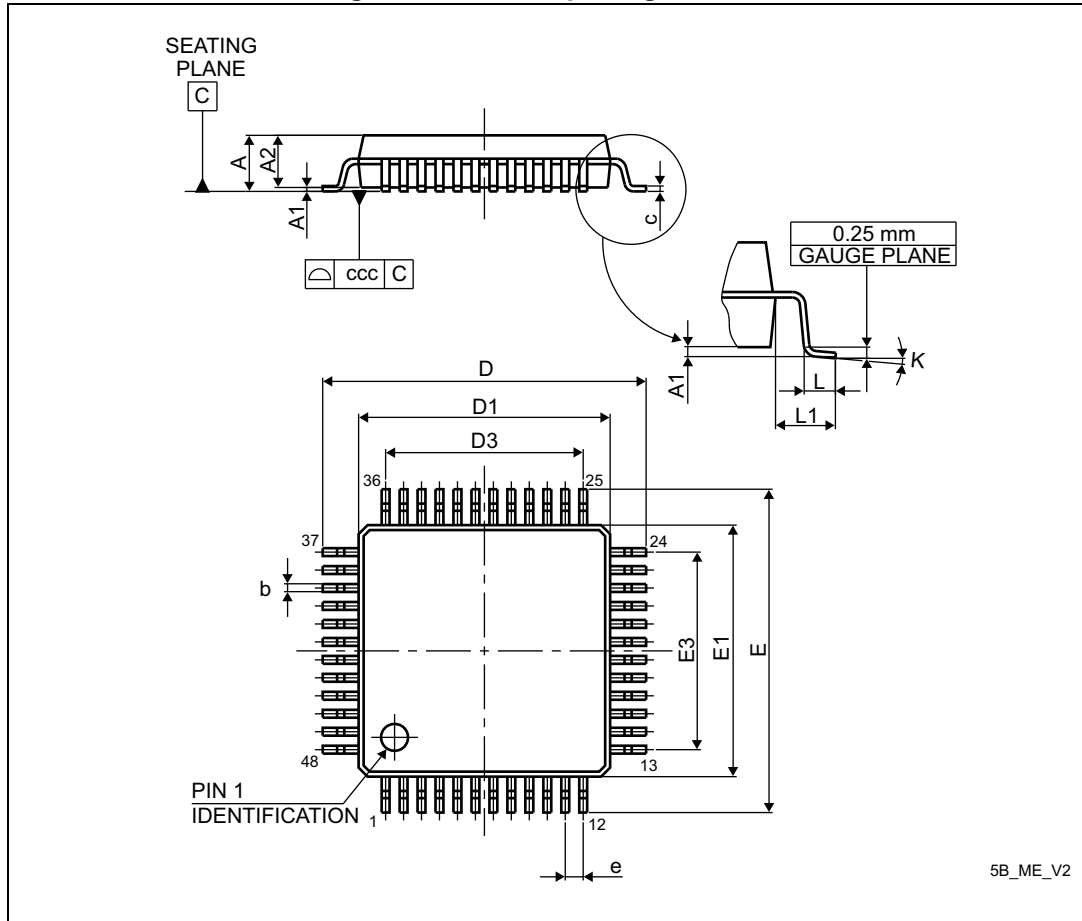 SEATING
PLANE
C
A
A2
A1
c
ccc C
0.25 mm
GAUGE PLANE
A1
K
L
L1
D
D1
D3
36
25
37
24
b
E3
E1
E
48
13
PIN 1
IDENTIFICATION
1
12
e
5B_ME_V2